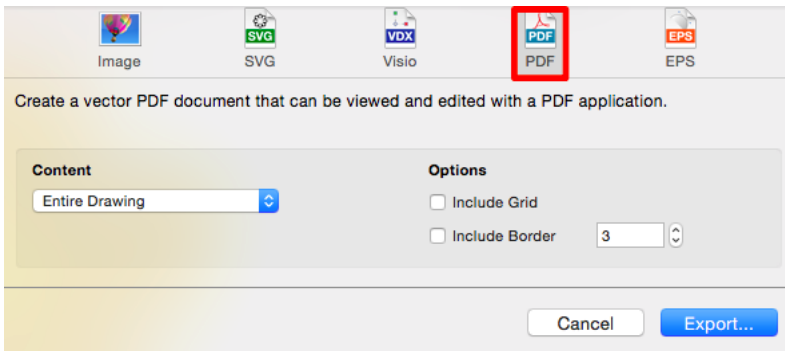 SVG VDX PDF EPS
Image SVG Visio PDF EPS
Create a vector PDF document that can be viewed and edited with a PDF application.
Content Options
Entire Drawing Include Grid
Include Border 3
Cancel Export...